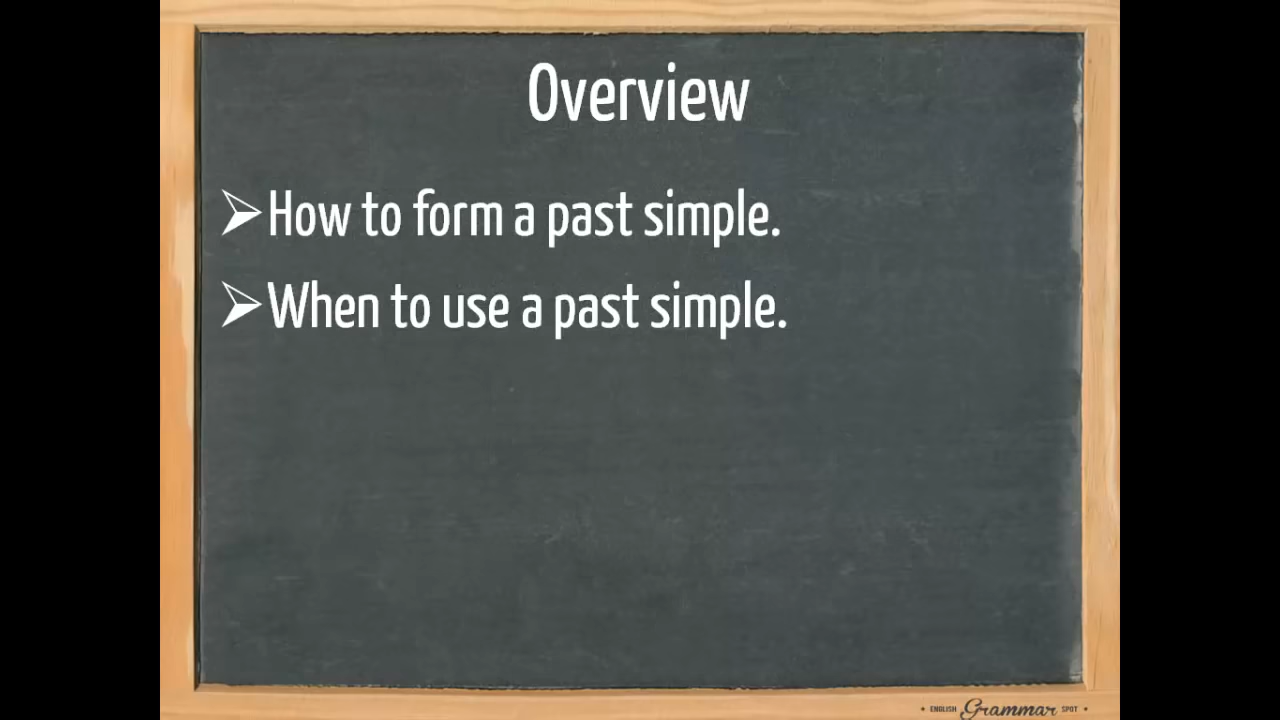 Overview
How to form a past simple.
When to use a past simple.
• ENGLISH Grammar SPOT •